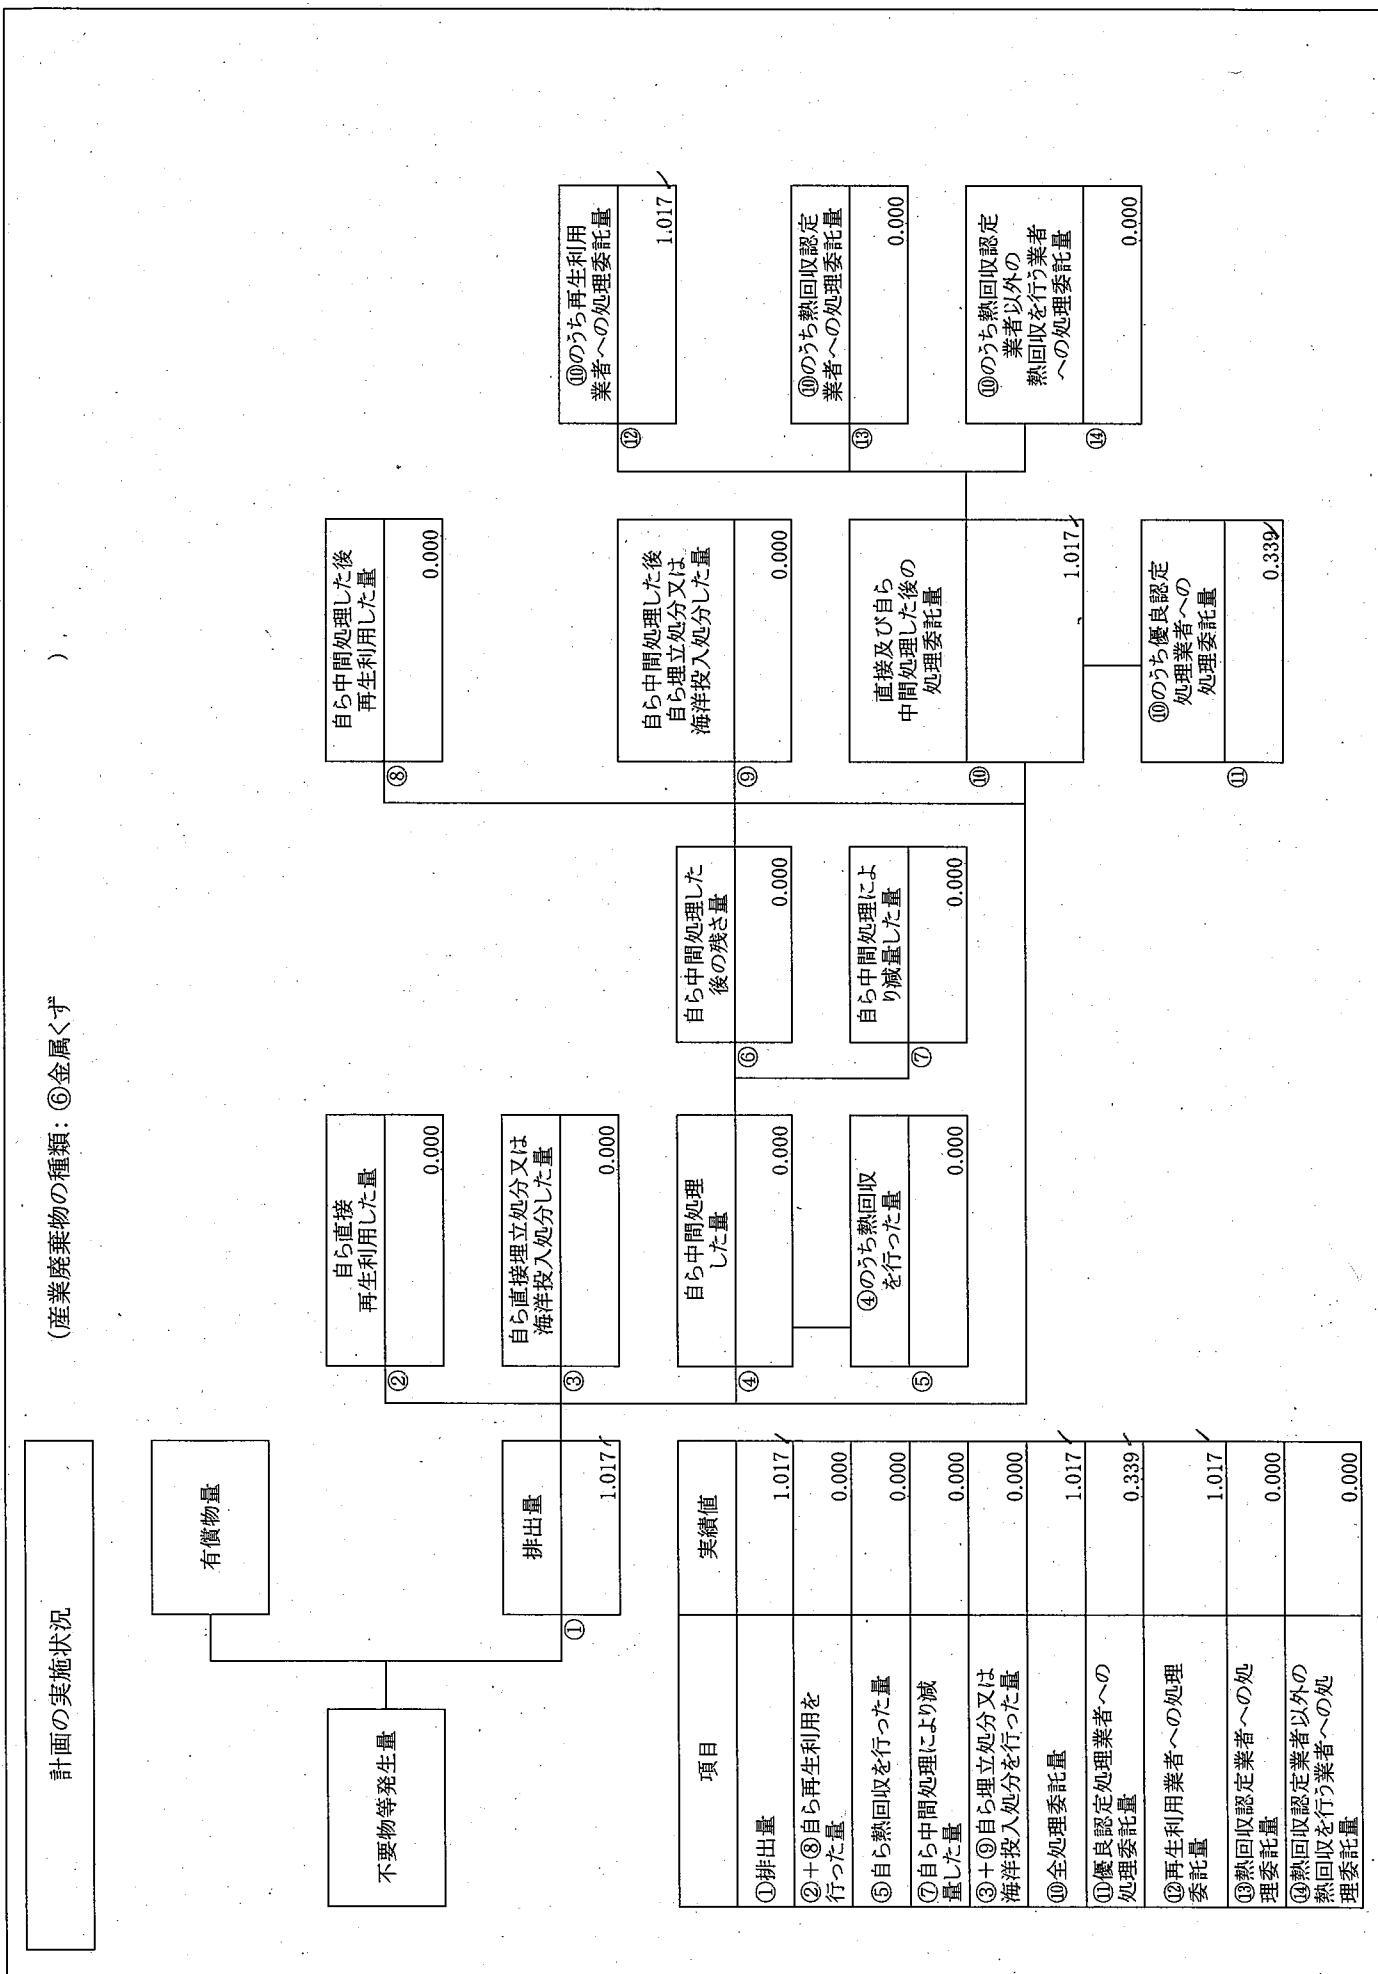 計画の実施状況
(産業廃棄物の種類: ⑥金属くず
)
不要物等発生量
有償物量
①
排出量
1.017
②
自ら直接
再生利用した量
0.000
③
自ら直接埋立処分又は
海洋投入処分した量
0.000
④
自ら中間処理
した量
0.000
⑤
④のうち熱回収
を行った量
0.000
⑥
自ら中間処理した
後の残さ量
0.000
⑦
自ら中間処理によ
り減量した量
0.000
⑧
自ら中間処理した後
再生利用した量
0.000
⑨
自ら中間処理した後
自ら埋立処分又は
海洋投入処分した量
0.000
⑩
直接及び自ら
中間処理した後の
処理委託量
1.017
⑪
⑩のうち優良認定
処理業者への
処理委託量
0.339
⑫
⑩のうち再生利用
業者への処理委託量
1.017
⑬
⑩のうち熱回収認定
業者への処理委託量
0.000
⑭
⑩のうち熱回収認定
業者以外の
熱回収を行う業者
への処理委託量
0.000
項目 実績値
①排出量 1.017
②+⑧自ら再生利用を
行った量 0.000
⑤自ら熱回収を行った量 0.000
⑦自ら中間処理により減
量した量 0.000
③+⑨自ら埋立処分又は
海洋投入処分を行った量 0.000
⑩全処理委託量 1.017
⑪優良認定処理業者への
処理委託量 0.339
⑫再生利用業者への処理
委託量 1.017
⑬熱回収認定業者への処
理委託量 0.000
⑭熱回収認定業者以外の
熱回収を行う業者への処
理委託量 0.000